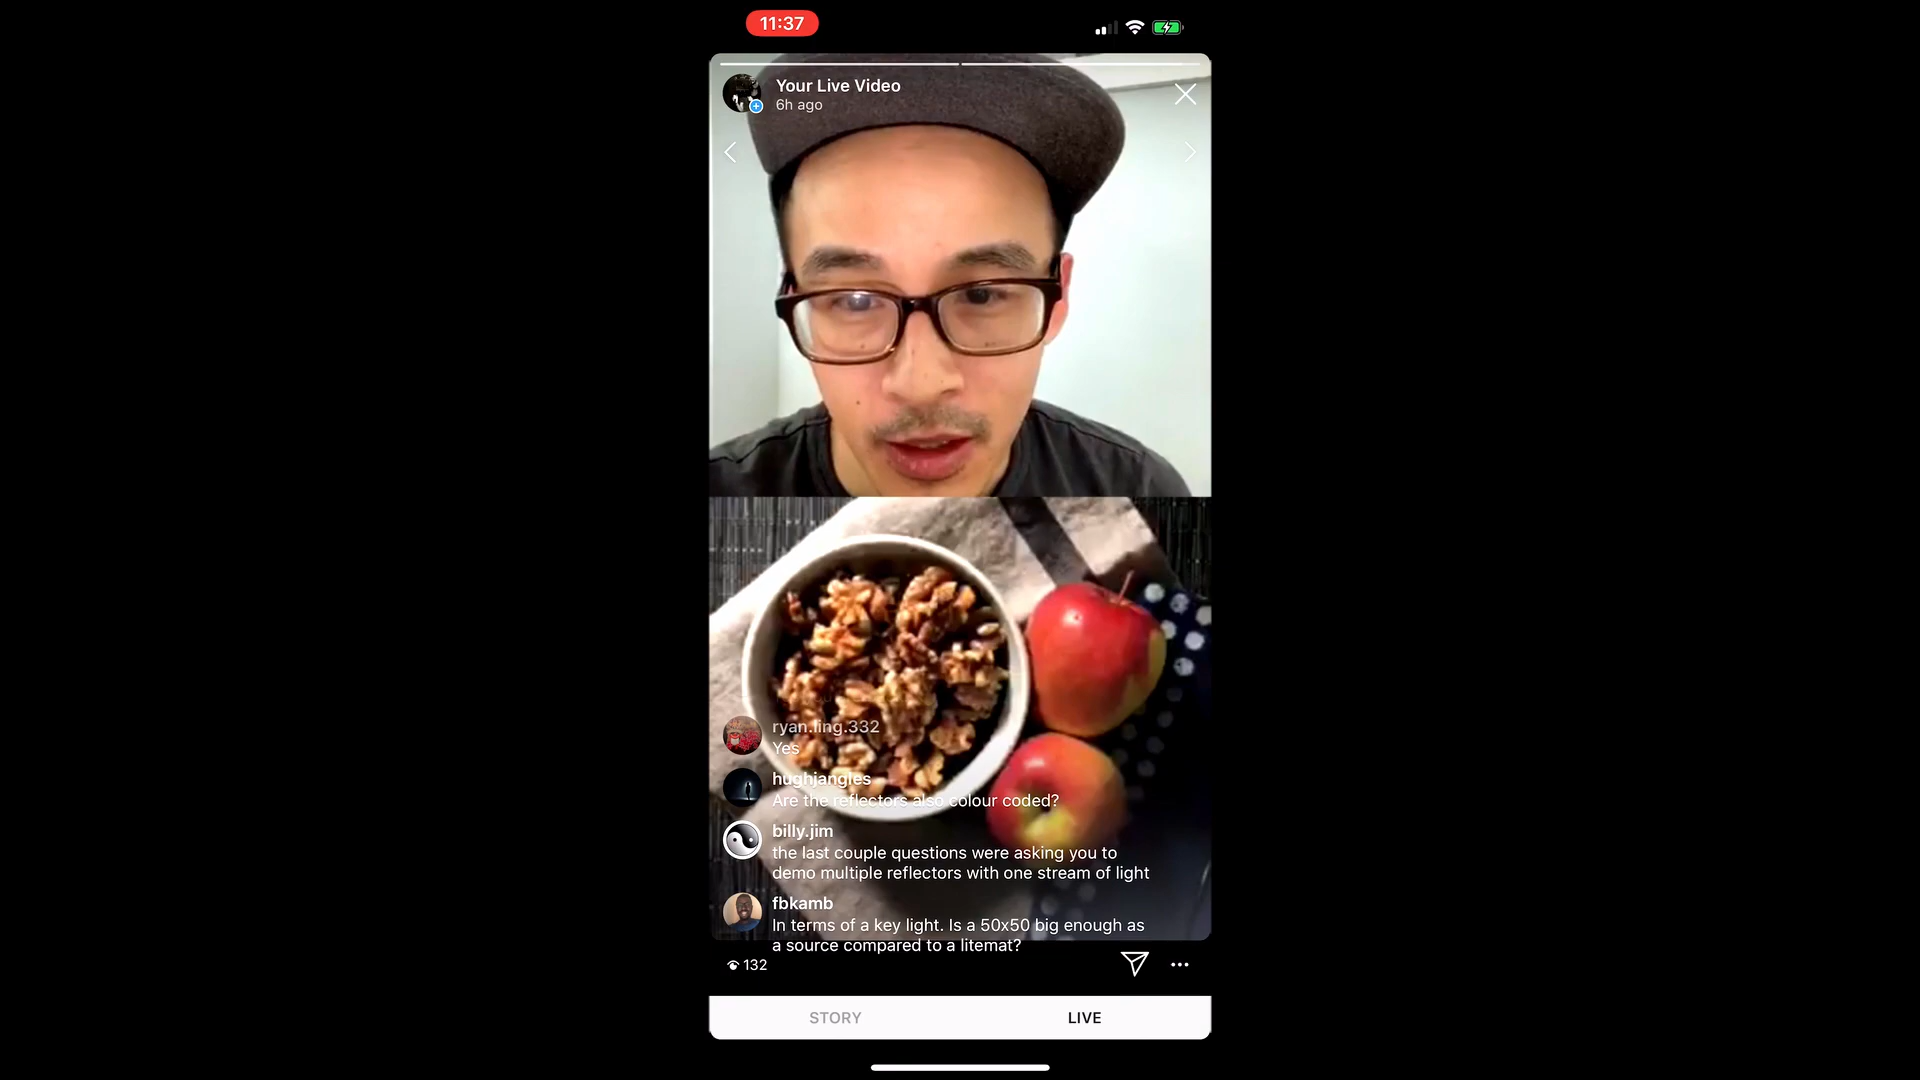 11:37
Your Live Video
6h ago
ryan.ling.332
Yes
hughjangles
Are the reflectors also colour coded?
billy.jim
the last couple questions were asking you to
demo multiple reflectors with one stream of light
fbkamb
In terms of a key light. Is a 50x50 big enough as
a source compared to a litemat?
132
STORY
LIVE